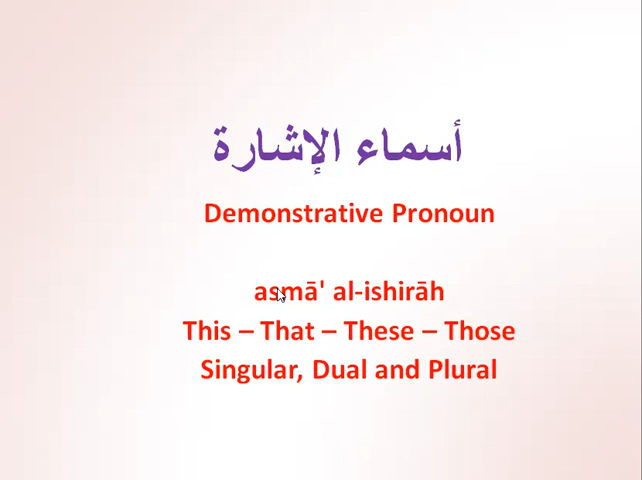 أسماء الإشارة
Demonstrative Pronoun
asmā' al-ishirāh
This – That – These – Those
Singular, Dual and Plural